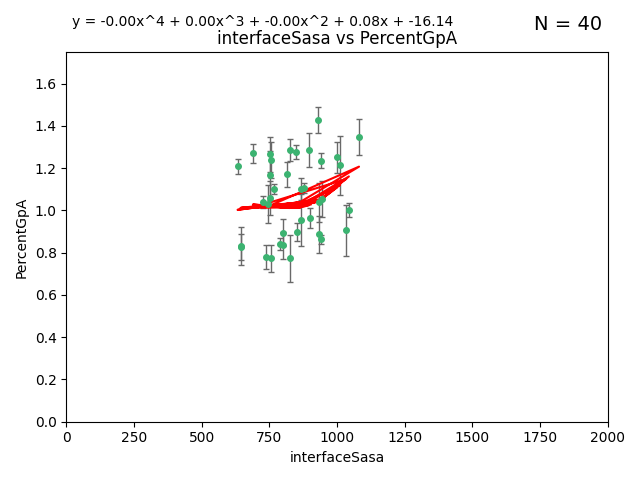 y = -0.00x^4 + 0.00x^3 + -0.00x^2 + 0.08x + -16.14
N = 40
interfaceSasa vs PercentGpA
PercentGpA
1.6
1.4
1.2
1.0
0.8
0.6
0.4
0.2
0.0
0 250 500 750 1000 1250 1500 1750 2000
interfaceSasa